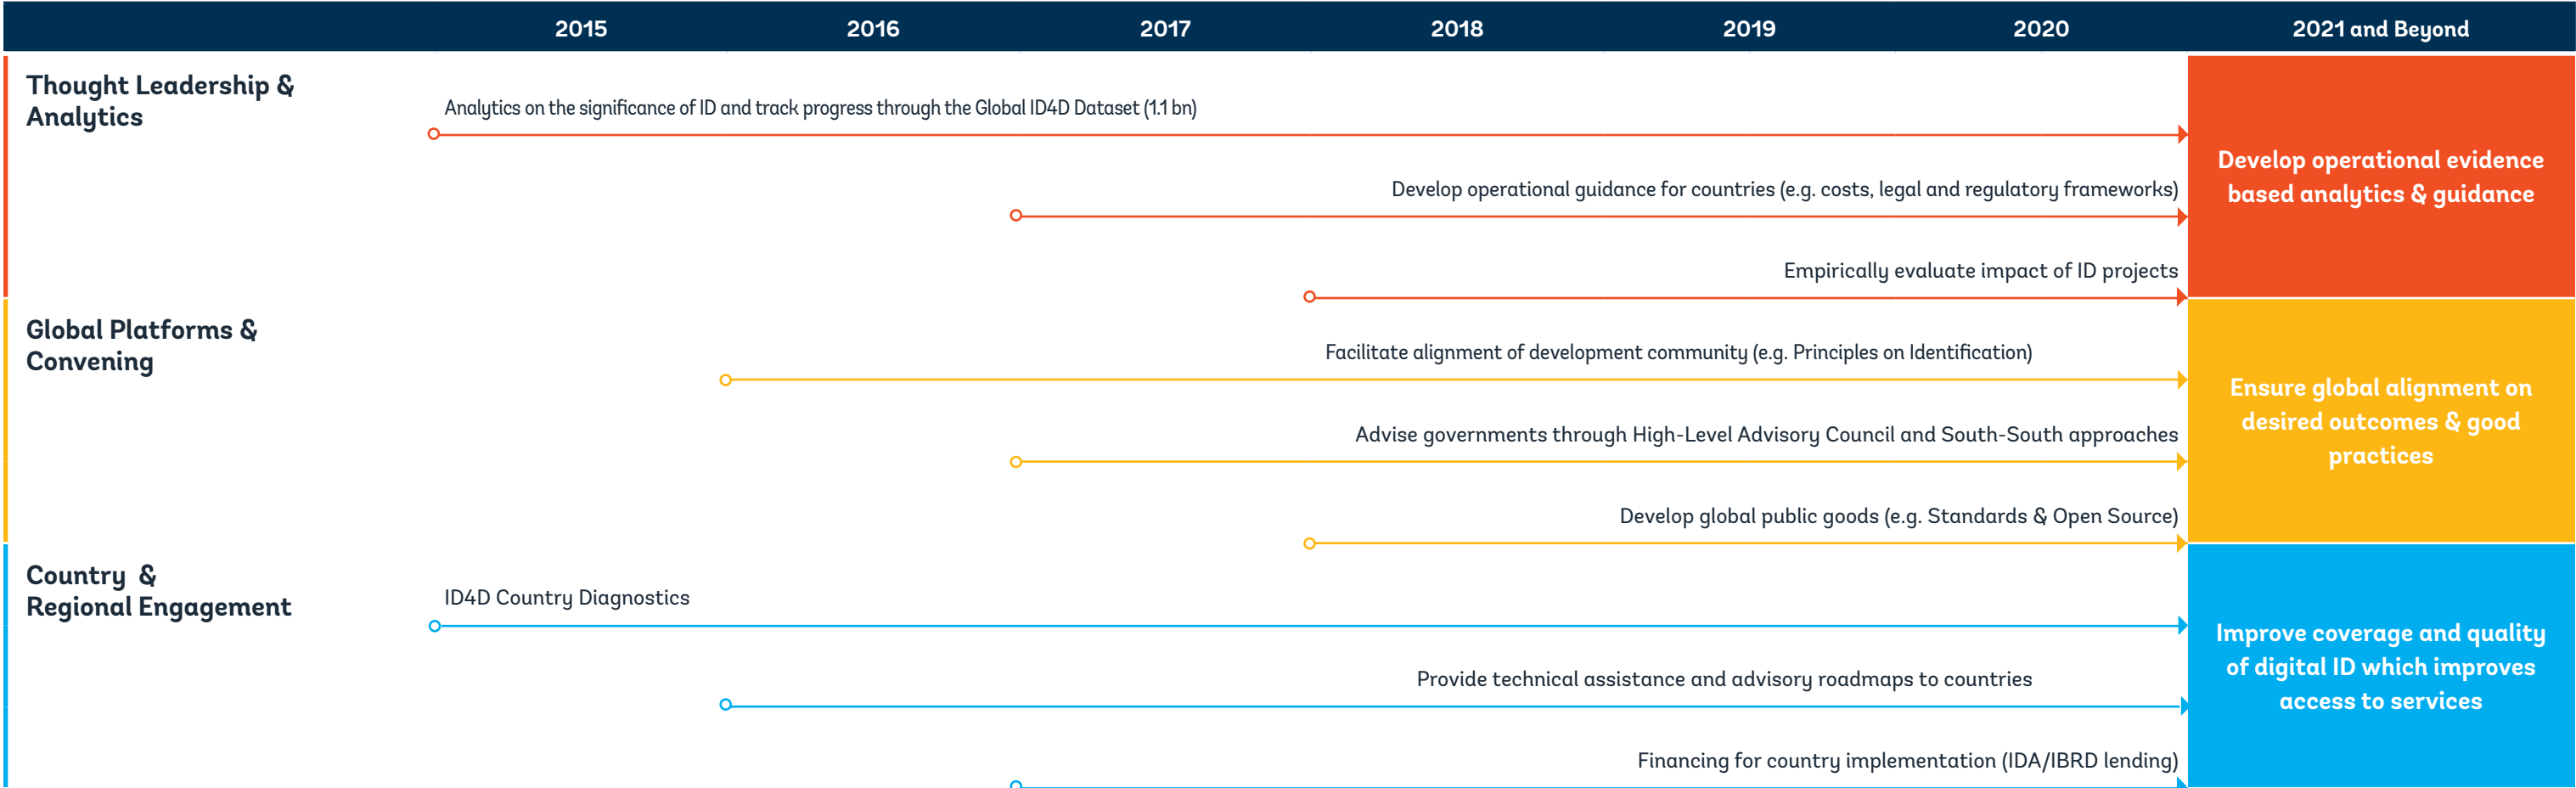 2015 2016 2017 2018 2019 2020 2021 and Beyond
Thought Leadership &
Analytics
Analytics on the significance of ID and track progress through the Global ID4D Dataset (1.1 bn)
Develop operational guidance for countries (e.g. costs, legal and regulatory frameworks)
Empirically evaluate impact of ID projects
Develop operational evidence
based analytics & guidance
Global Platforms &
Convening
Facilitate alignment of development community (e.g. Principles on Identification)
Advise governments through High-Level Advisory Council and South-South approaches
Develop global public goods (e.g. Standards & Open Source)
Ensure global alignment on
desired outcomes & good
practices
Country &
Regional Engagement
ID4D Country Diagnostics
Provide technical assistance and advisory roadmaps to countries
Financing for country implementation (IDA/IBRD lending)
Improve coverage and quality
of digital ID which improves
access to services